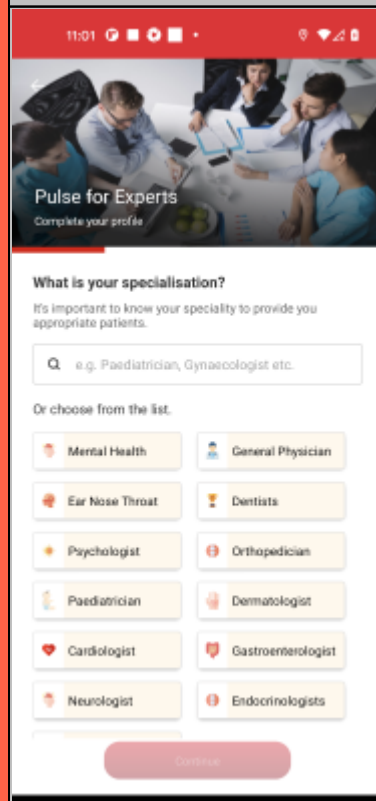 11:01
Pulse for Experts
Complete your profile
What is your specialisation?
It's important to know your speciality to provide you
appropriate patients.
e.g. Paediatrician, Gynaecologist etc.
Or choose from the list.
Mental Health
General Physician
Ear Nose Throat
Dentists
Psychologist
Orthopedician
Paediatrician
Dermatologist
Cardiologist
Gastroenterologist
Neurologist
Endocrinologists
Continue